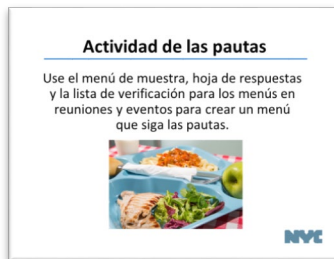 Actividad de las pautas
Use el menú de muestra, hoja de respuestas
y la lista de verificación para los menús en
reuniones y eventos para crear un menú
que siga las pautas.
NYC